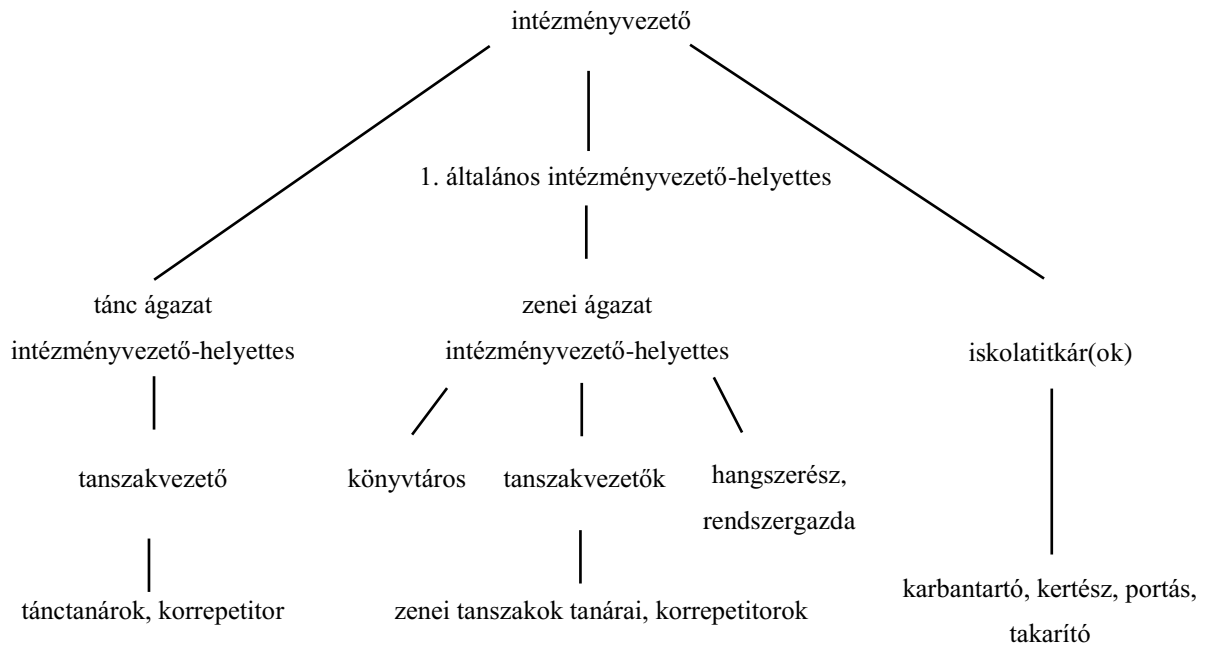 intézményvezető
1. általános intézményvezető-helyettes
tánc ágazat
intézményvezető-helyettes
zenei ágazat
intézményvezető-helyettes
iskolatitkár(ok)
tanszakvezető
könyvtáros
tanszakvezetők
hangszerész,
rendszergazda
tánctanárok, korrepetitor
zenei tanszakok tanárai, korrepetitorok
karbantartó, kertész, portás,
takarító